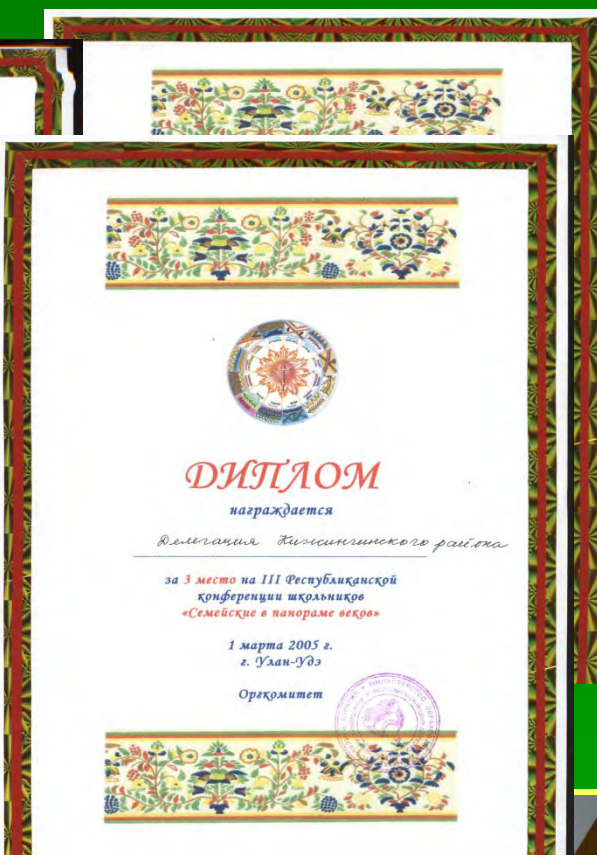 ДИПЛОМ
награждается
Делегация Кижингинского района
за 3 место на III Республиканской
конференции школьников
«Семейские в панораме веков»
1 марта 2005 г.
г. Улан-Удэ
Оргкомитет